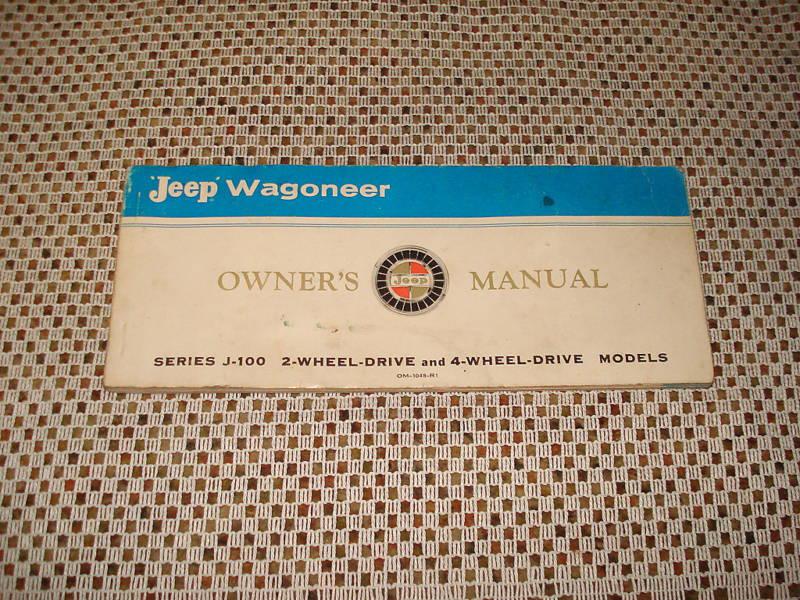 'Jeep' Wagoneer
OWNER'S Jeep MANUAL
SERIES J-100 2-WHEEL-DRIVE and 4-WHEEL-DRIVE MODELS
OM-1048-R1